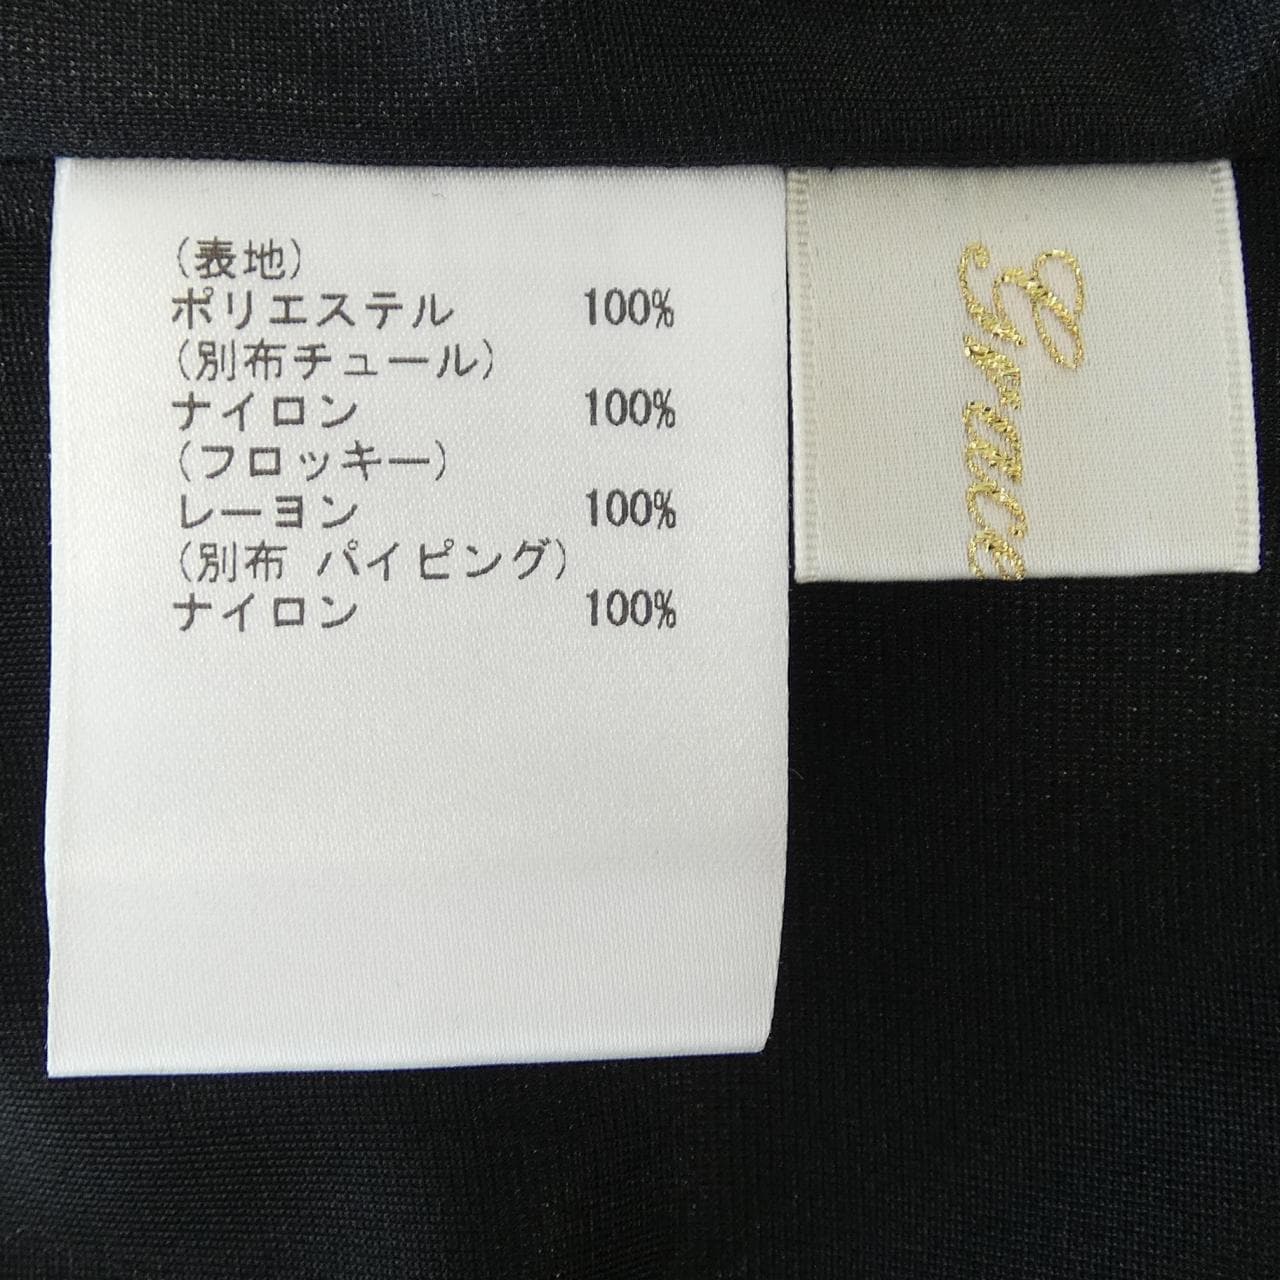 (表地)
ポリエステル 100%
(別布チュール)
ナイロン 100%
(フロッキー)
レーヨン 100%
(別布 パイピング)
ナイロン 100%
Grace